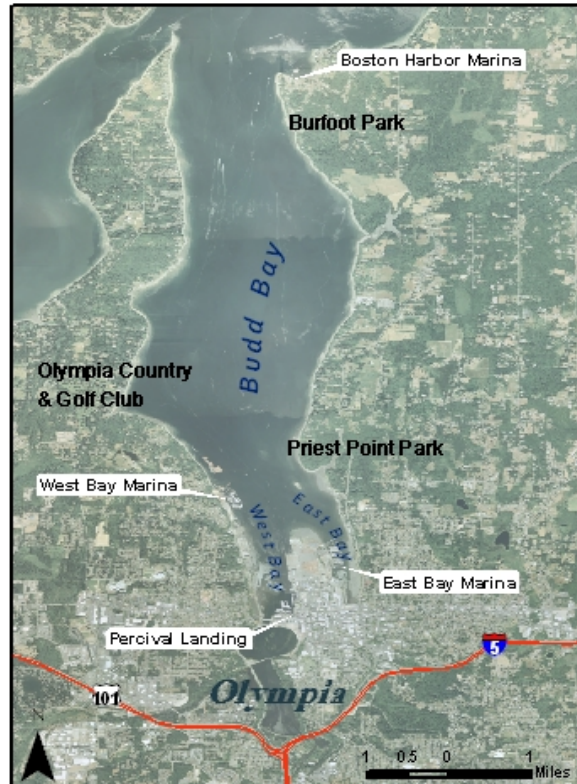 Boston Harbor Marina
Burfoot Park
Budd Bay
Olympia Country
& Golf Club
Priest Point Park
West Bay Marina
East Bay
West Bay
East Bay Marina
Percival Landing
5
Olympia
101
N
1 0.5 0 1
Miles